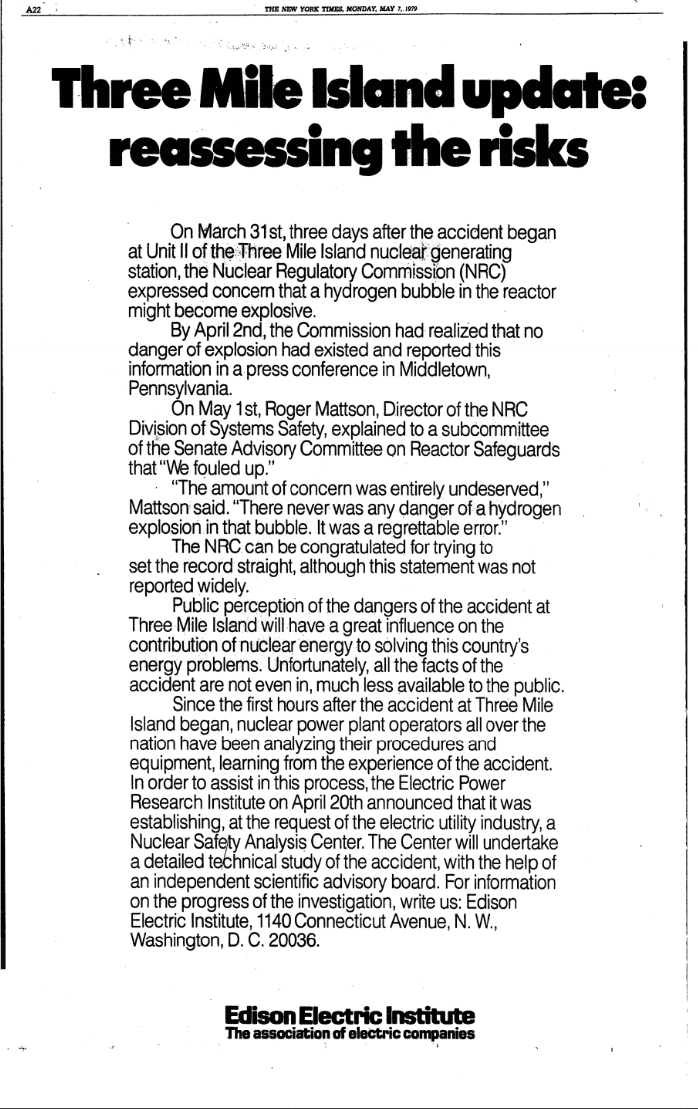 A22
THE NEW YORK TIMES, MONDAY, MAY 7, 1979
Three Mile Island update:
reassessing the risks
On March 31st, three days after the accident began
at Unit II of the Three Mile Island nuclear generating
station, the Nuclear Regulatory Commission (NRC)
expressed concern that a hydrogen bubble in the reactor
might become explosive.
By April 2nd, the Commission had realized that no
danger of explosion had existed and reported this
information in a press conference in Middletown,
Pennsylvania.
On May 1st, Roger Mattson, Director of the NRC
Division of Systems Safety, explained to a subcommittee
of the Senate Advisory Committee on Reactor Safeguards
that "We fouled up."
"The amount of concern was entirely undeserved,"
Mattson said. "There never was any danger of a hydrogen
explosion in that bubble. It was a regrettable error."
The NRC can be congratulated for trying to
set the record straight, although this statement was not
reported widely.
Public perception of the dangers of the accident at
Three Mile Island will have a great influence on the
contribution of nuclear energy to solving this country's
energy problems. Unfortunately, all the facts of the
accident are not even in, much less available to the public.
Since the first hours after the accident at Three Mile
Island began, nuclear power plant operators all over the
nation have been analyzing their procedures and
equipment, learning from the experience of the accident.
In order to assist in this process, the Electric Power
Research Institute on April 20th announced that it was
establishing, at the request of the electric utility industry, a
Nuclear Safety Analysis Center. The Center will undertake
a detailed technical study of the accident, with the help of
an independent scientific advisory board. For information
on the progress of the investigation, write us: Edison
Electric Institute, 1140 Connecticut Avenue, N. W.,
Washington, D. C. 20036.
Edison Electric Institute
The association of electric companies